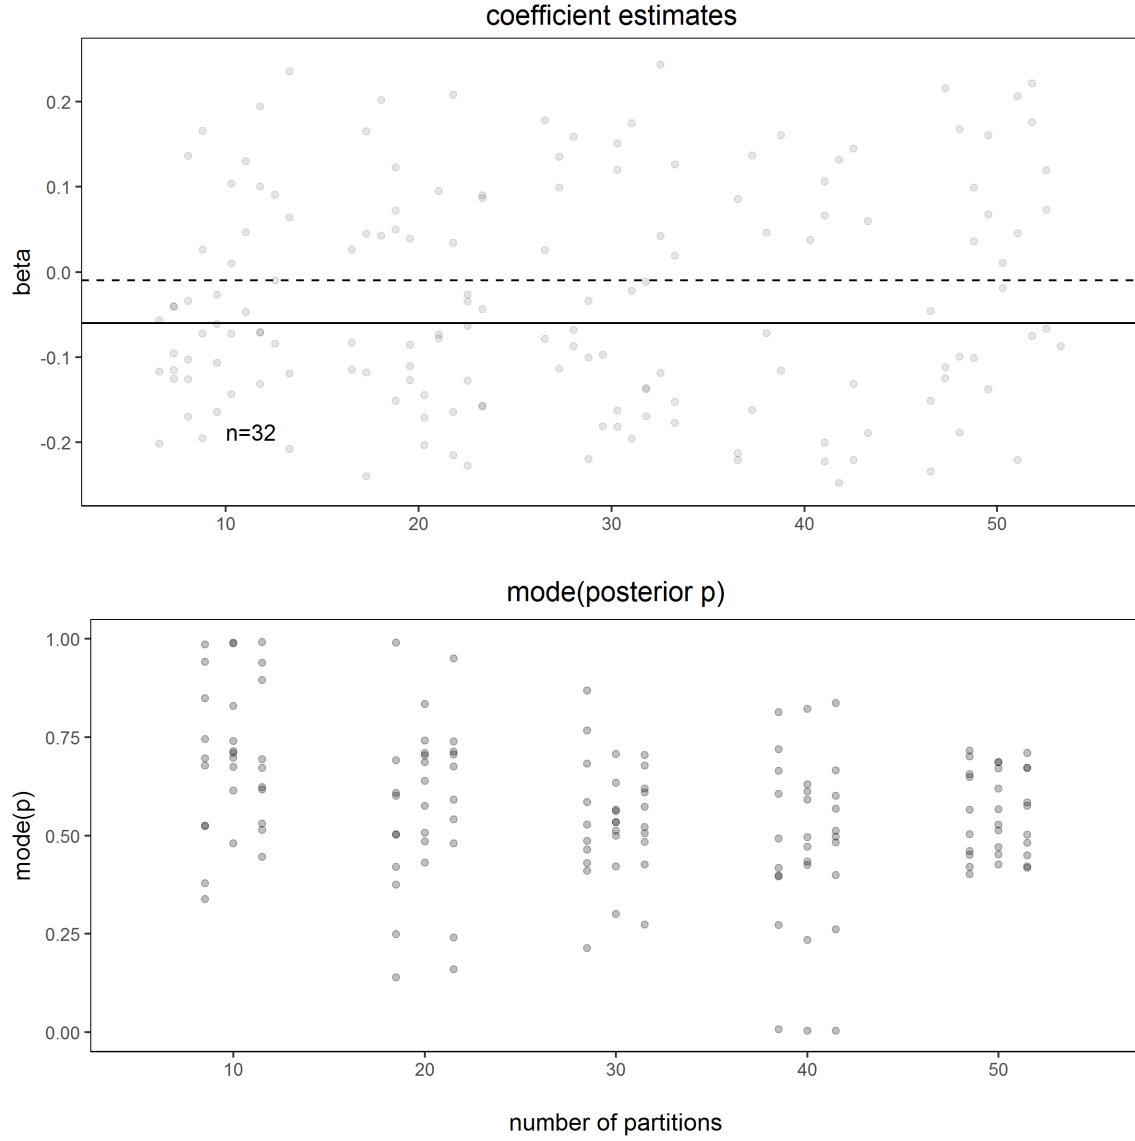 coefficient estimates
0.2
0.1
0.0
-0.1
-0.2
beta
n=32
10 20 30 40 50
mode(posterior p)
1.00
0.75
0.50
0.25
0.00
mode(p)
10 20 30 40 50
number of partitions